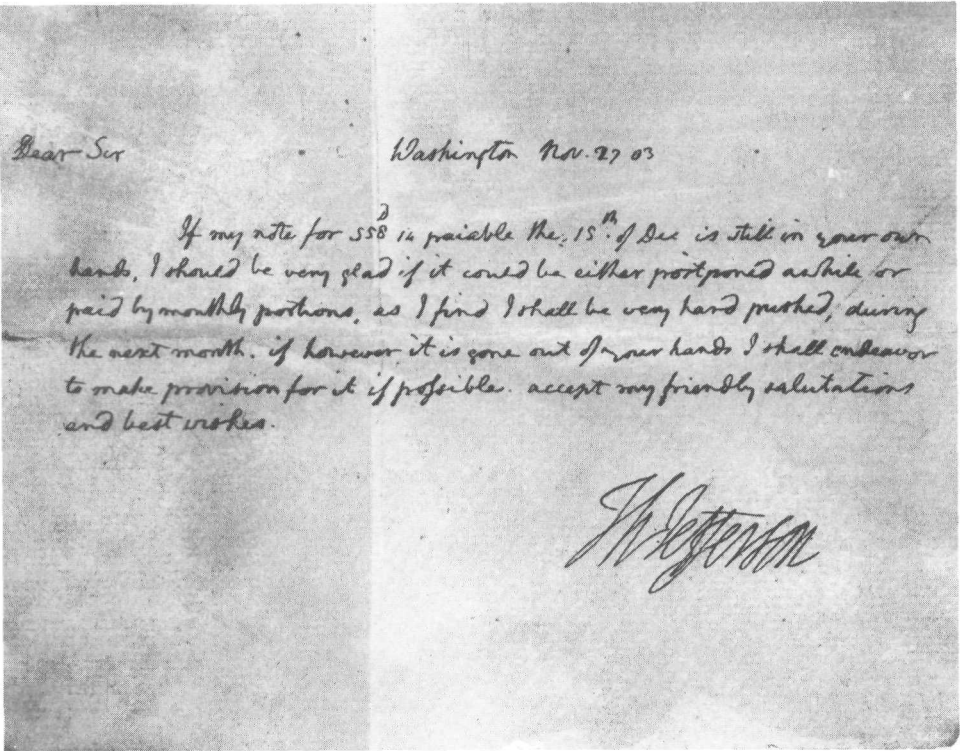 Dear Sir Washington Nov. 27 03
If my note for 558D 14 paiable the 15th. of Dec is still in your own
hands, I should be very glad if it could be either postponed awhile or
paid by monthly portions, as I find I shall be very hard pushed, during
the next month. if however it is gone out of your hands I shall endeavor
to make provision for it if possible. accept my friendly salutations
and best wishes.
Th Jefferson